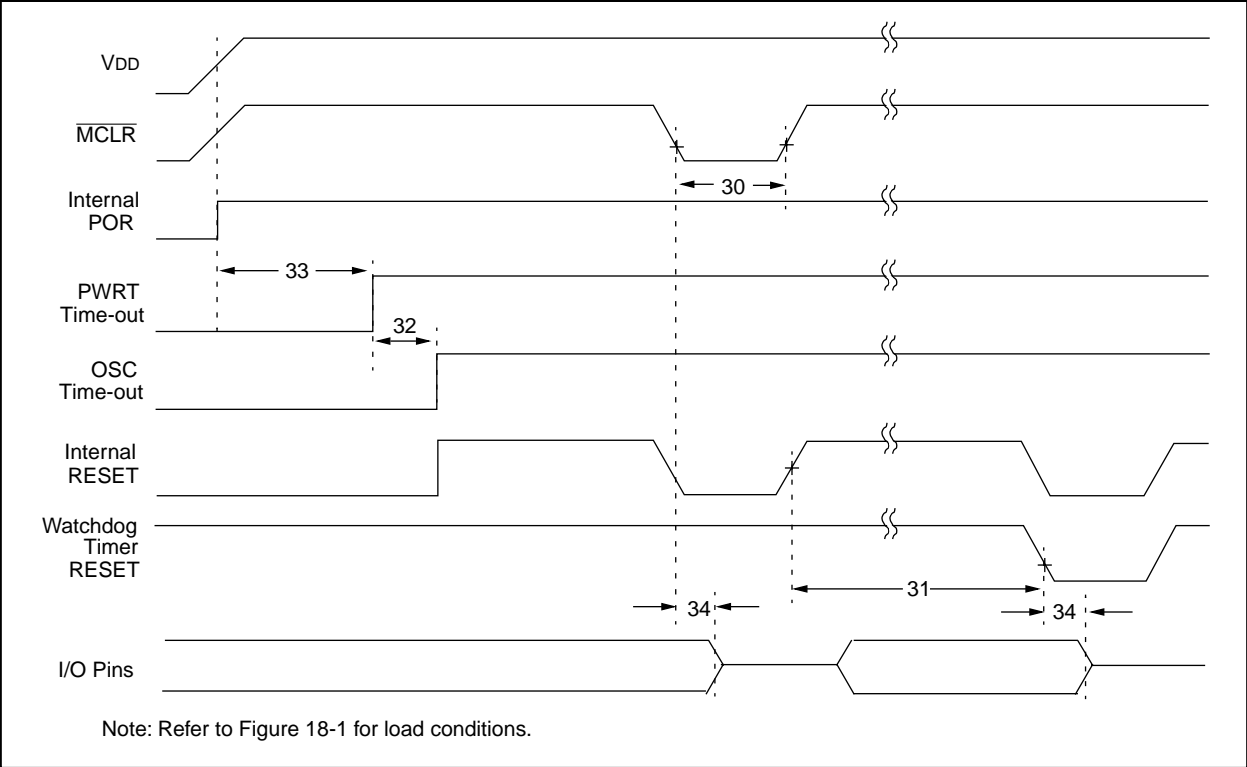 VDD
MCLR
30
Internal
POR
33
PWRT
Time-out
32
OSC
Time-out
Internal
RESET
Watchdog
Timer
RESET
31
34
34
I/O Pins
Note: Refer to Figure 18-1 for load conditions.